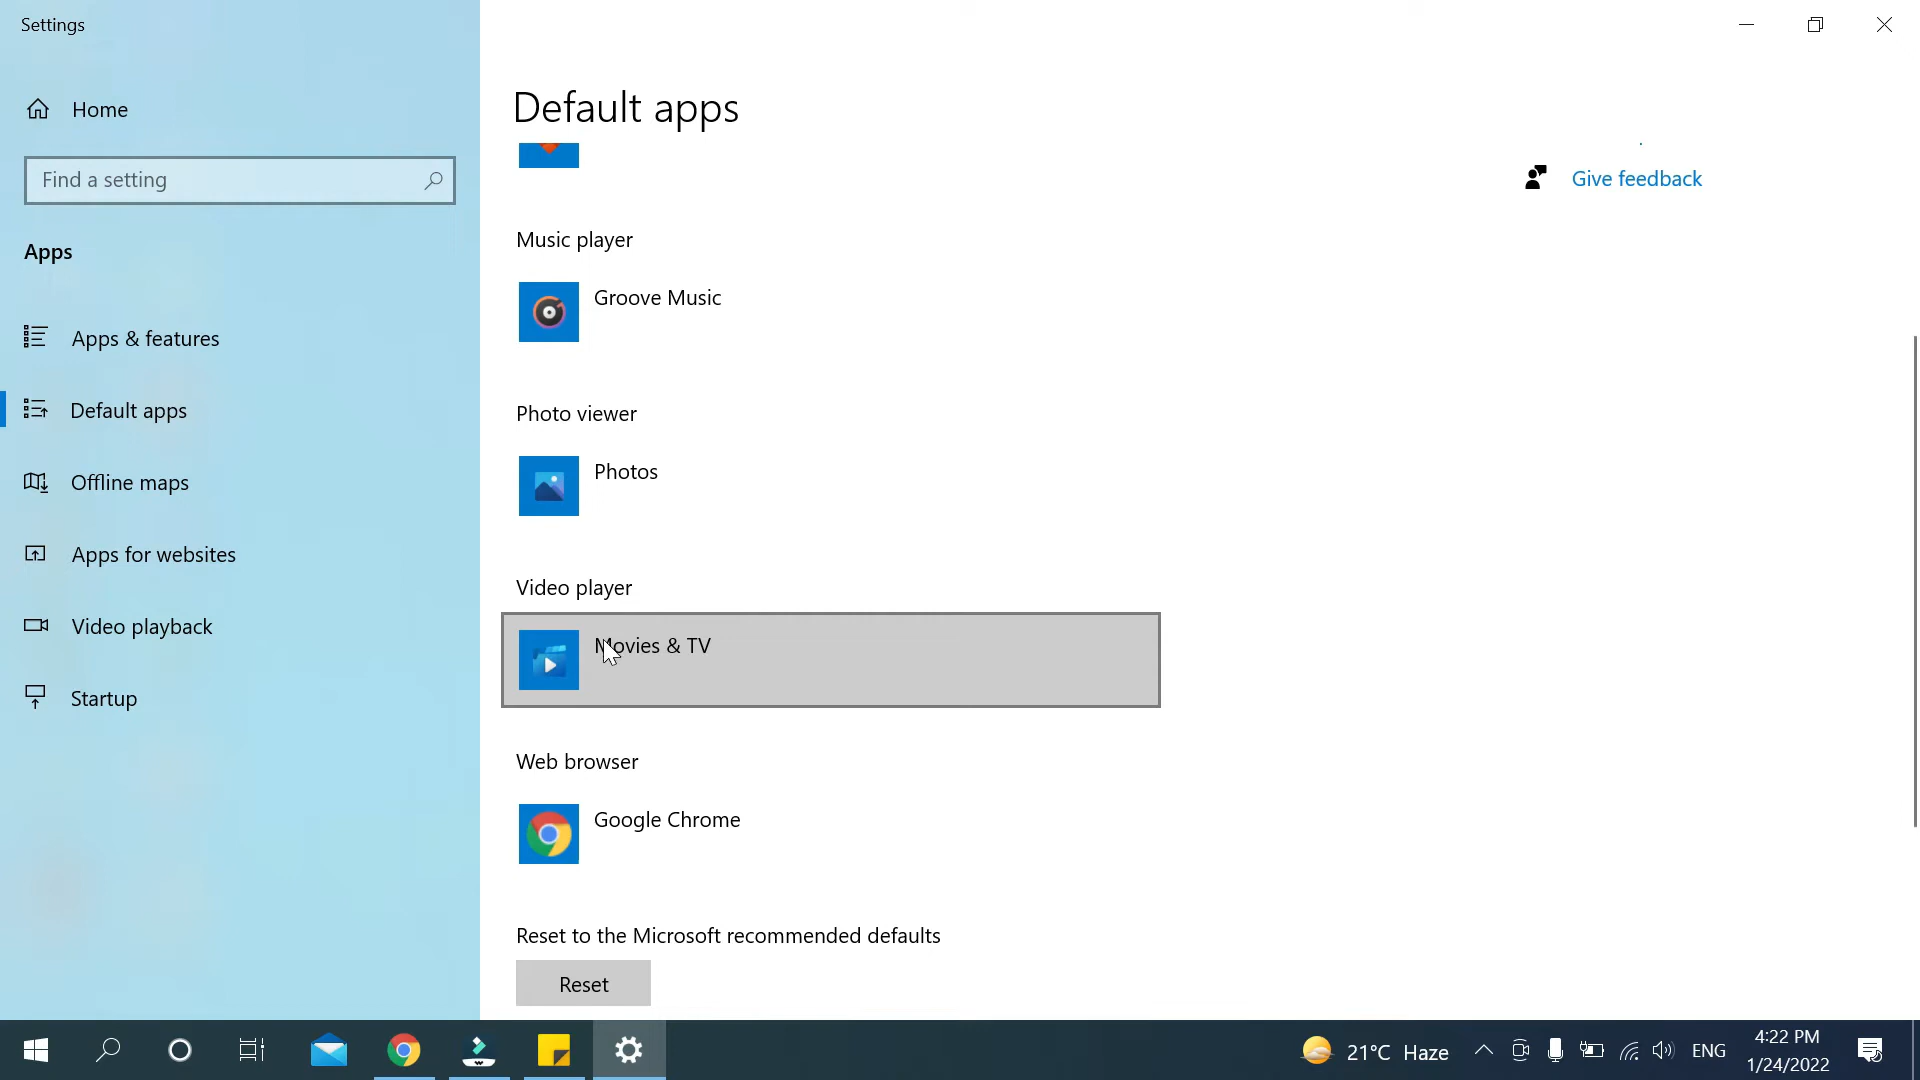 Settings
Home
Find a setting
Apps
Apps & features
Default apps
Offline maps
Apps for websites
Video playback
Startup
Default apps
Give feedback
Music player
Groove Music
Photo viewer
Photos
Video player
Movies & TV
Web browser
Google Chrome
Reset to the Microsoft recommended defaults
Reset
21°C Haze
ENG
4:22 PM
1/24/2022